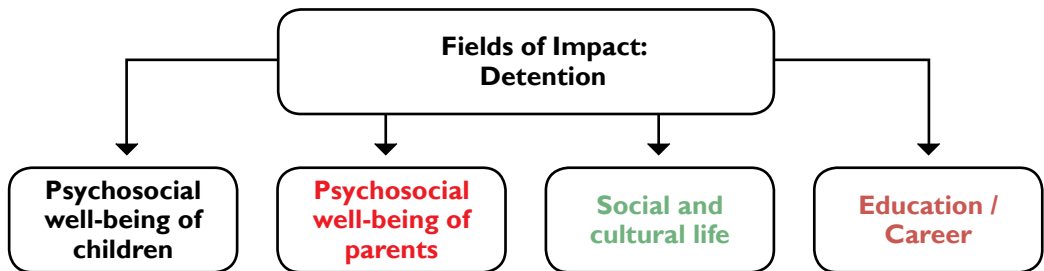 Fields of Impact:
Detention
Psychosocial
well-being of
children
Psychosocial
well-being of
parents
Social and
cultural life
Education /
Career